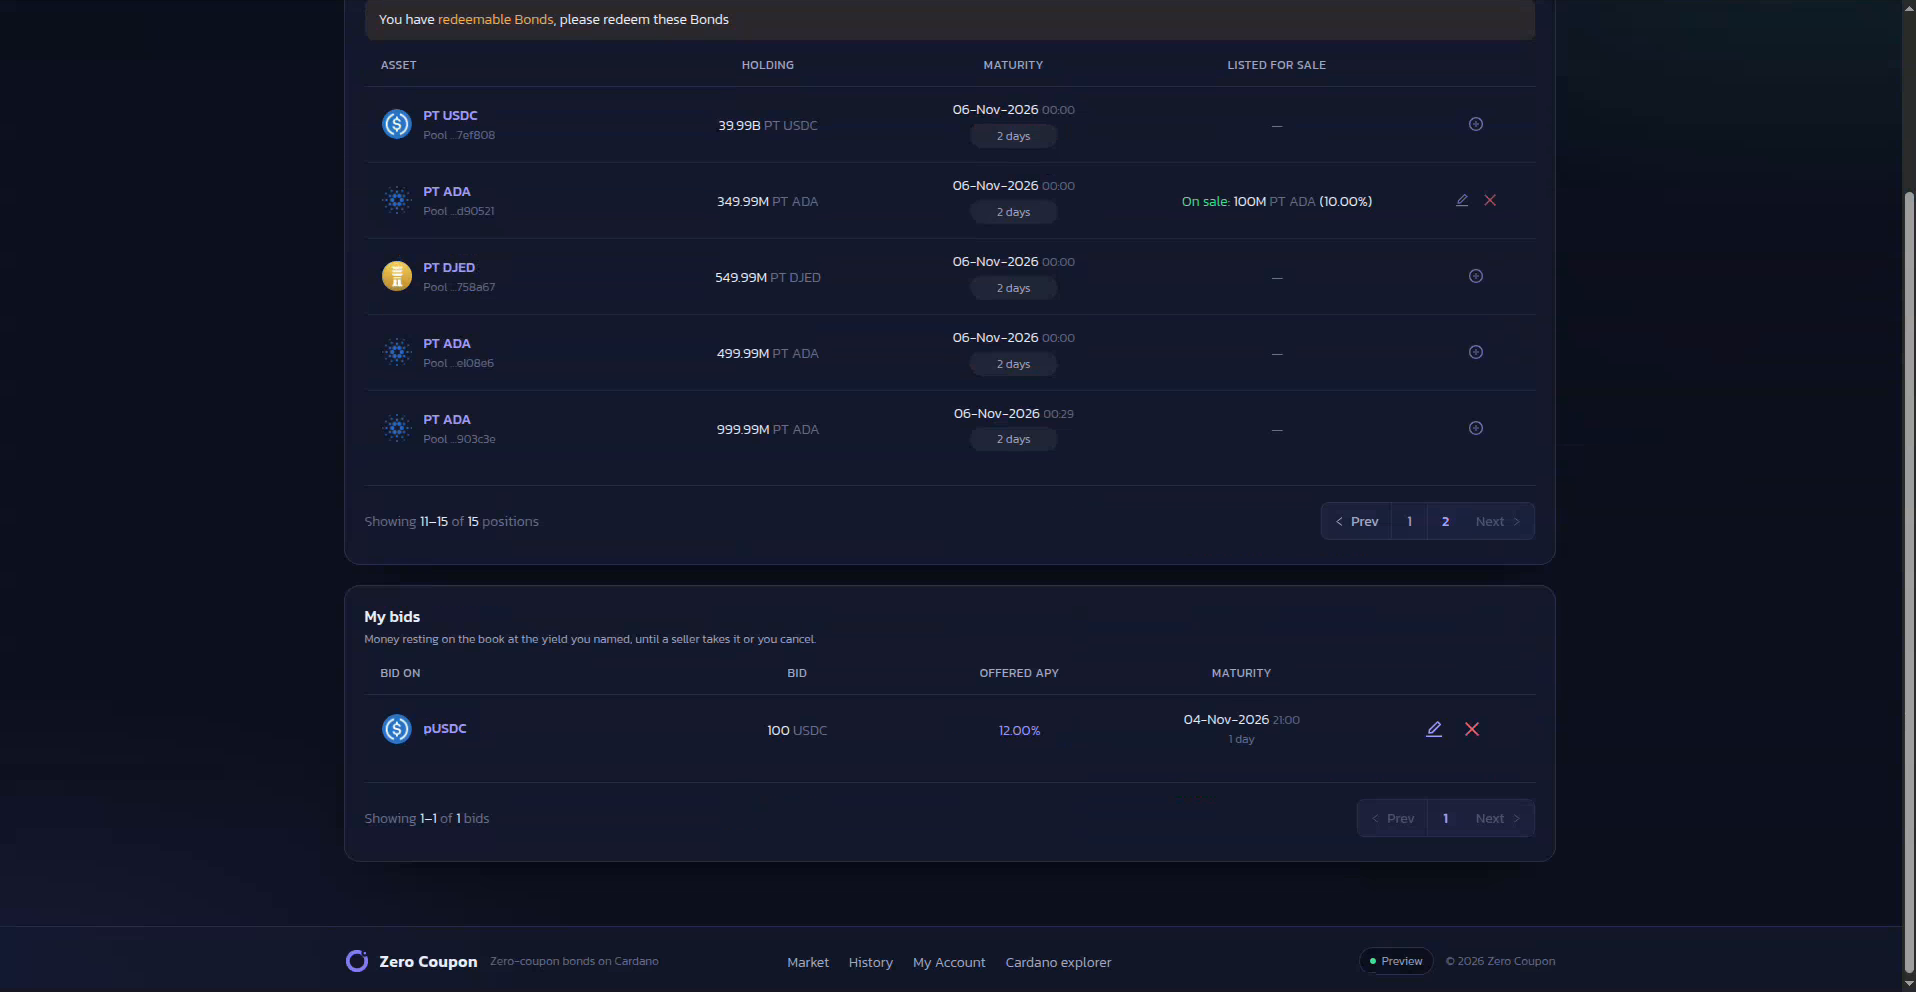 You have redeemable Bonds, please redeem these Bonds
ASSET HOLDING MATURITY LISTED FOR SALE
PT USDC
Pool ...7ef808
39.99B PT USDC
06-Nov-2026 00:00
2 days
—
PT ADA
Pool ...d90521
349.99M PT ADA
06-Nov-2026 00:00
2 days
On sale: 100M PT ADA (10.00%)
PT DJED
Pool ...758a67
549.99M PT DJED
06-Nov-2026 00:00
2 days
—
PT ADA
Pool ...e108e6
499.99M PT ADA
06-Nov-2026 00:00
2 days
—
PT ADA
Pool ...903c3e
999.99M PT ADA
06-Nov-2026 00:29
2 days
—
Showing 11–15 of 15 positions
< Prev 1 2 Next >
My bids
Money resting on the book at the yield you named, until a seller takes it or you cancel.
BID ON BID OFFERED APY MATURITY
pUSDC
100 USDC
12.00%
04-Nov-2026 21:00
1 day
Showing 1–1 of 1 bids
< Prev 1 Next >
Zero Coupon Zero-coupon bonds on Cardano
Market History My Account Cardano explorer
Preview © 2026 Zero Coupon